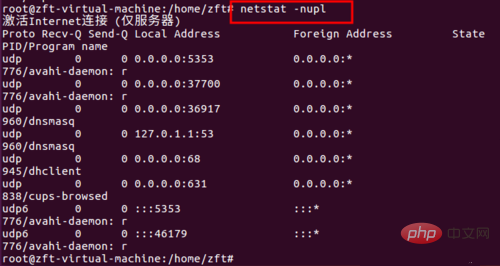 root@zft-virtual-machine:/home/zft# netstat -nupl
激活Internet连接 (仅服务器)
Proto Recv-Q Send-Q Local Address           Foreign Address         State
PID/Program name
udp        0      0 0.0.0.0:5353            0.0.0.0:*
776/avahi-daemon: r
udp        0      0 0.0.0.0:37700           0.0.0.0:*
776/avahi-daemon: r
udp        0      0 0.0.0.0:36917           0.0.0.0:*
960/dnsmasq
udp        0      0 127.0.1.1:53            0.0.0.0:*
960/dnsmasq
udp        0      0 0.0.0.0:68              0.0.0.0:*
945/dhclient
udp        0      0 0.0.0.0:631             0.0.0.0:*
838/cups-browsed
udp6       0      0 :::5353                 :::*
776/avahi-daemon: r
udp6       0      0 :::46179                :::*
776/avahi-daemon: r
root@zft-virtual-machine:/home/zft#
php 中文网